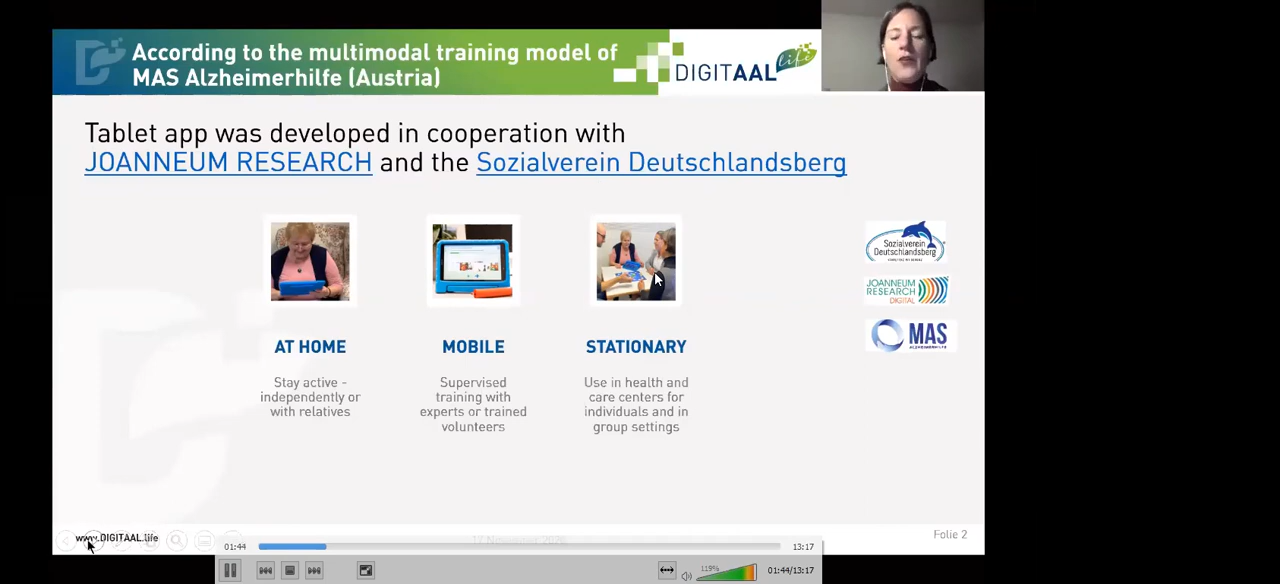 According to the multimodal training model of
MAS Alzheimerhilfe (Austria)
DIGITAAL life
Tablet app was developed in cooperation with
JOANNEUM RESEARCH and the Sozialverein Deutschlandsberg
AT HOME
Stay active -
independently or
with relatives
MOBILE
Supervised
training with
experts or trained
volunteers
STATIONARY
Use in health and
care centers for
individuals and in
group settings
Sozialverein
Deutschlandsberg
JOANNEUM
RESEARCH
DIGITAL
MAS
ALZHEIMERHILFE
www.DIGITAAL.life
Folie 2
01:44
13:17
119%
01:44/13:17